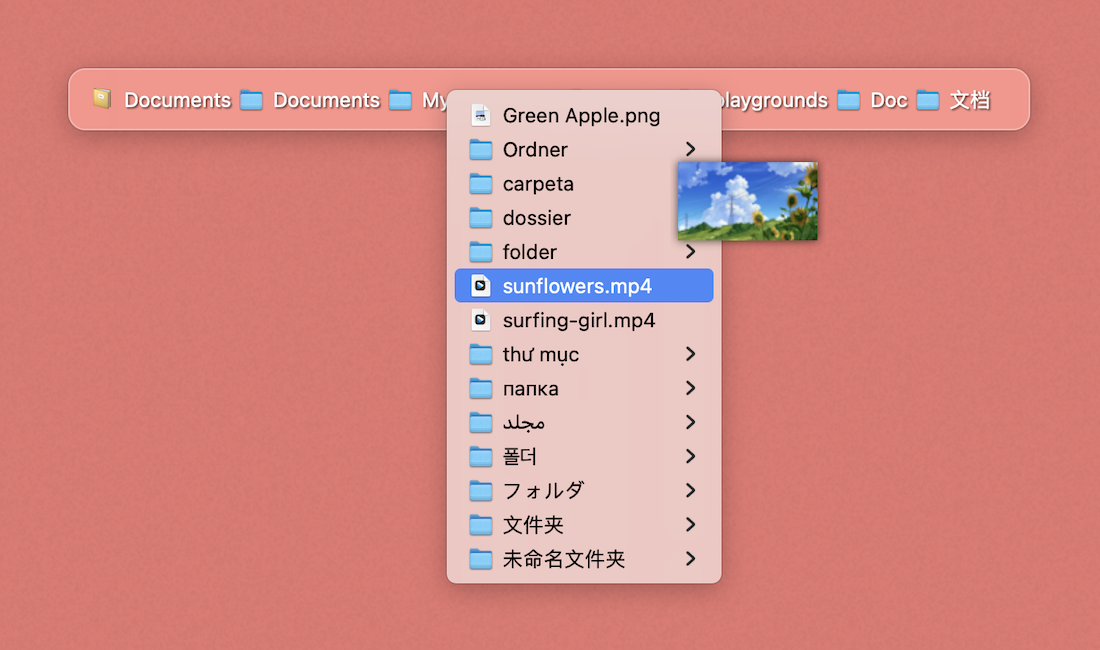 Documents Documents My playgrounds Doc 文档
Green Apple.png
Ordner
carpeta
dossier
folder
sunflowers.mp4
surfing-girl.mp4
thư mục
папка
مجلد
폴더
フォルダ
文件夹
未命名文件夹